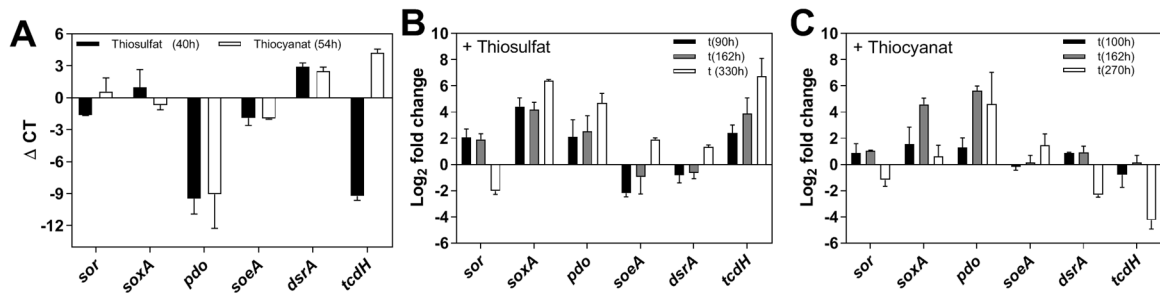 A
Thiosulfat (40h) Thiocyanat (54h)
6
3
0
-3
-6
-9
-12
Δ CT
sor soxA pdo soeA dsrA tcdH
B
+ Thiosulfat
t(90h)
t(162h)
t (330h)
10
8
6
4
2
0
-2
-4
-6
Log2 fold change
sor soxA pdo soeA dsrA tcdH
C
+ Thiocyanat
t(100h)
t(162h)
t(270h)
10
8
6
4
2
0
-2
-4
-6
Log2 fold change
sor soxA pdo soeA dsrA tcdH